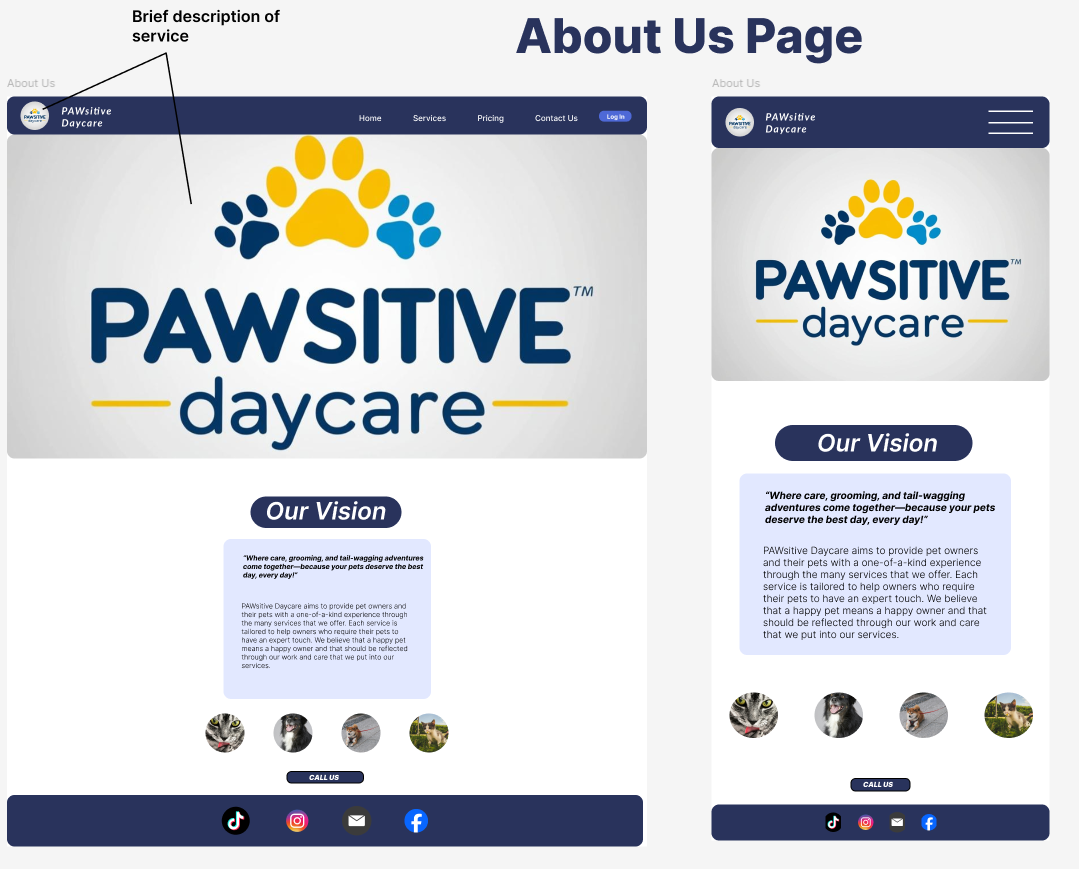 Brief description of
service
About Us Page
About Us
PAWSITIVE
daycare
PAWsitive
Daycare
Home
Services
Pricing
Contact Us
Log In
PAWSITIVE™
daycare
Our Vision
“Where care, grooming, and tail-wagging adventures
come together—because your pets deserve the best
day, every day!”
PAWsitive Daycare aims to provide pet owners and
their pets with a one-of-a-kind experience through
the many services that we offer. Each service is
tailored to help owners who require their pets to
have an expert touch. We believe that a happy pet
means a happy owner and that should be reflected
through our work and care that we put into our
services.
CALL US
About Us
PAWSITIVE
daycare
PAWsitive
Daycare
PAWSITIVE™
daycare
Our Vision
“Where care, grooming, and tail-wagging
adventures come together—because your pets
deserve the best day, every day!”
PAWsitive Daycare aims to provide pet owners
and their pets with a one-of-a-kind experience
through the many services that we offer. Each
service is tailored to help owners who require
their pets to have an expert touch. We believe
that a happy pet means a happy owner and that
should be reflected through our work and care
that we put into our services.
CALL US